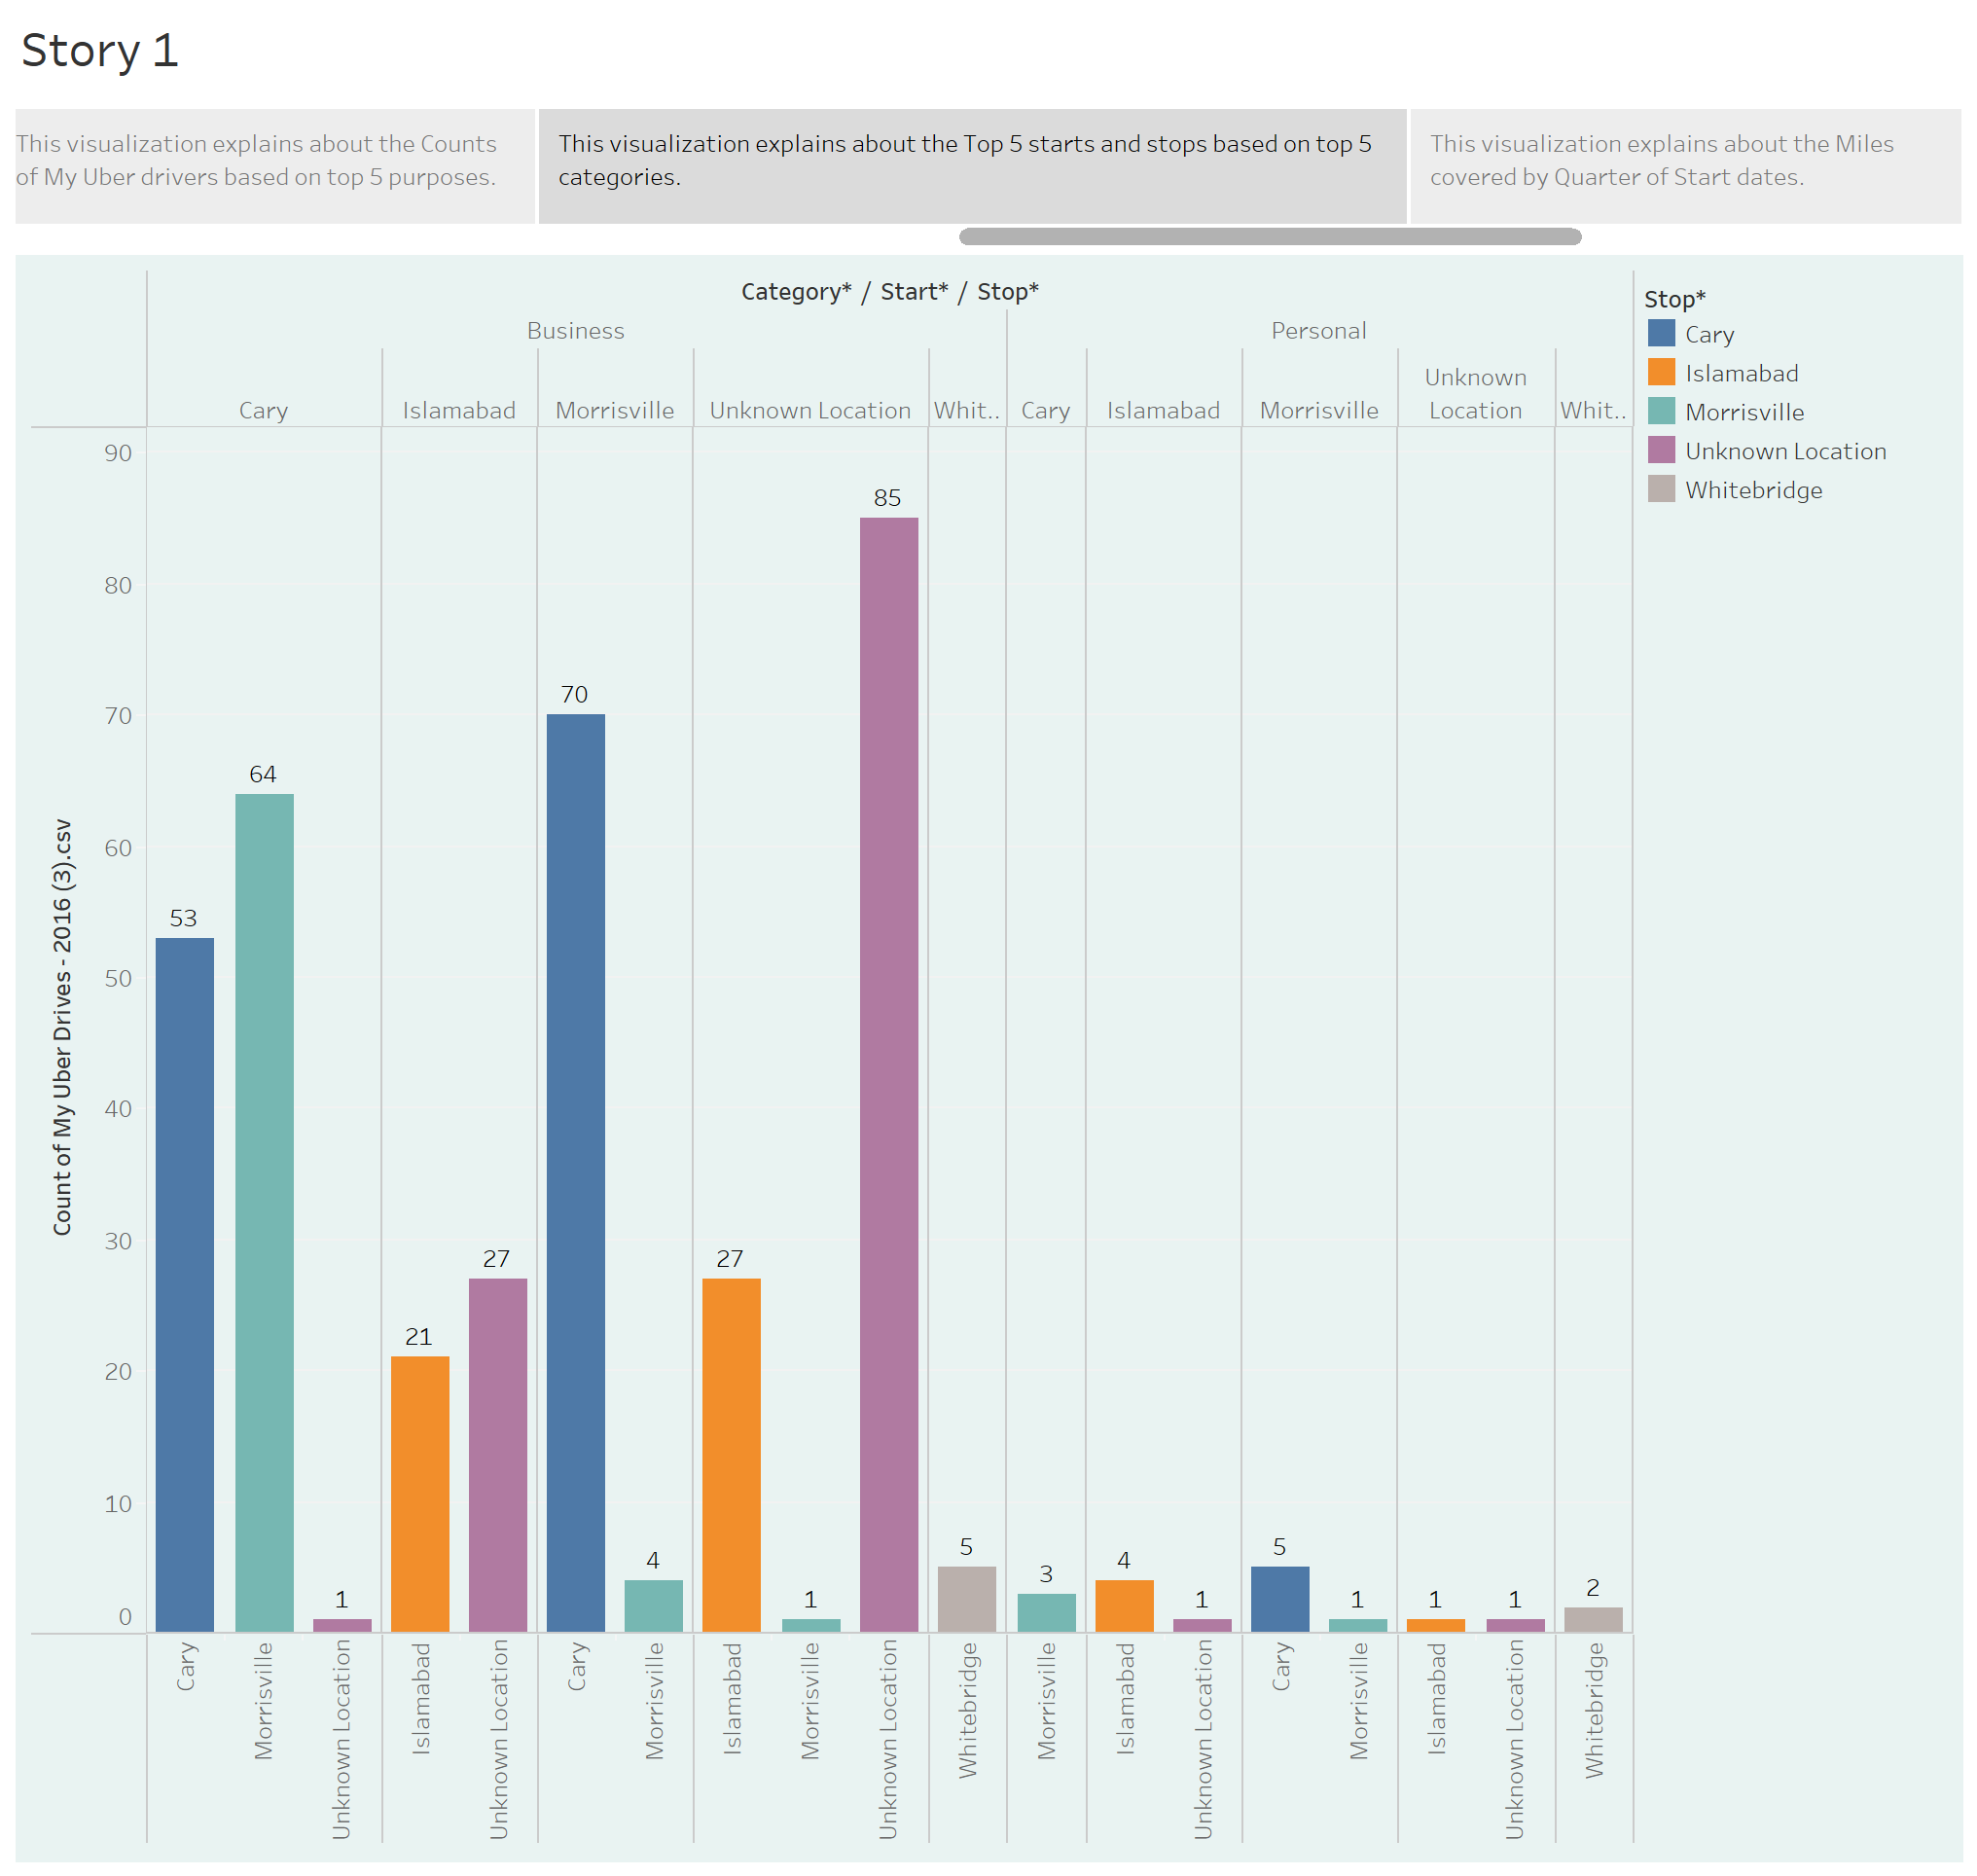 Story 1
This visualization explains about the Counts
of My Uber drivers based on top 5 purposes.
This visualization explains about the Top 5 starts and stops based on top 5
categories.
This visualization explains about the Miles
covered by Quarter of Start dates.
Category* / Start* / Stop*
Business
Personal
Cary
Islamabad
Morrisville
Unknown Location
Whit..
Cary
Islamabad
Morrisville
Unknown
Location
Whit..
Stop*
Cary
Islamabad
Morrisville
Unknown Location
Whitebridge
Count of My Uber Drives - 2016 (3).csv
90
80
70
60
50
40
30
20
10
0
53
64
1
21
27
70
4
27
1
85
5
3
4
1
5
1
1
1
2
Cary
Morrisville
Unknown Location
Islamabad
Unknown Location
Cary
Morrisville
Islamabad
Morrisville
Unknown Location
Whitebridge
Morrisville
Islamabad
Unknown Location
Cary
Morrisville
Islamabad
Unknown Location
Whitebridge